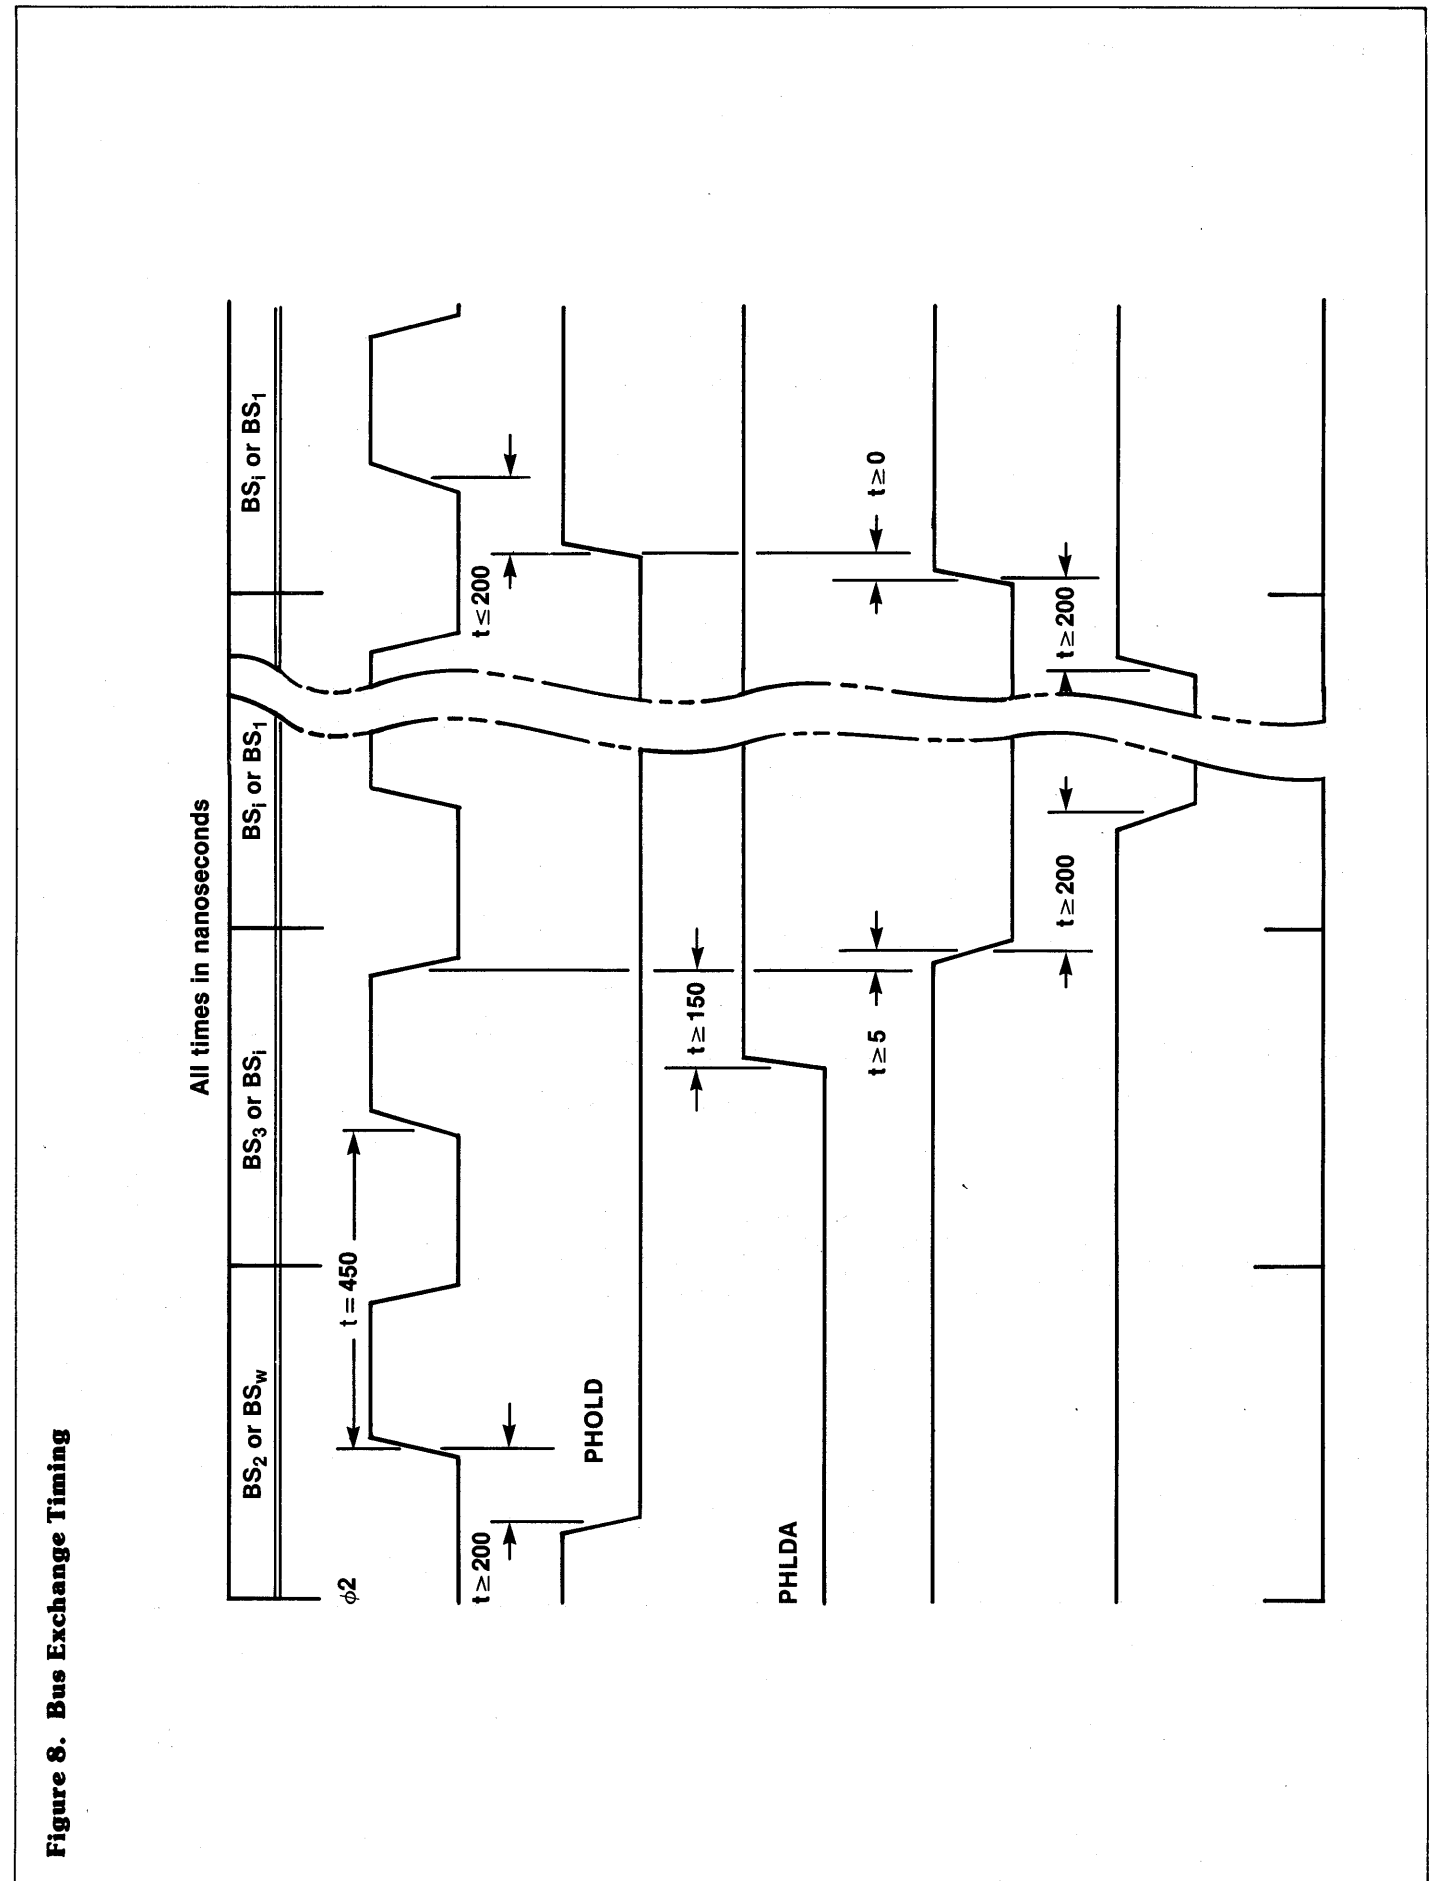 Figure 8. Bus Exchange Timing
All times in nanoseconds
BS₂ or BSw
BS₃ or BSᵢ
BSᵢ or BS₁
BSᵢ or BS₁
ϕ2
t = 450
t ≥ 200
t ≤ 200
PHOLD
t ≥ 150
PHLDA
t ≥ 5
t ≥ 0
t ≥ 200
t ≥ 200